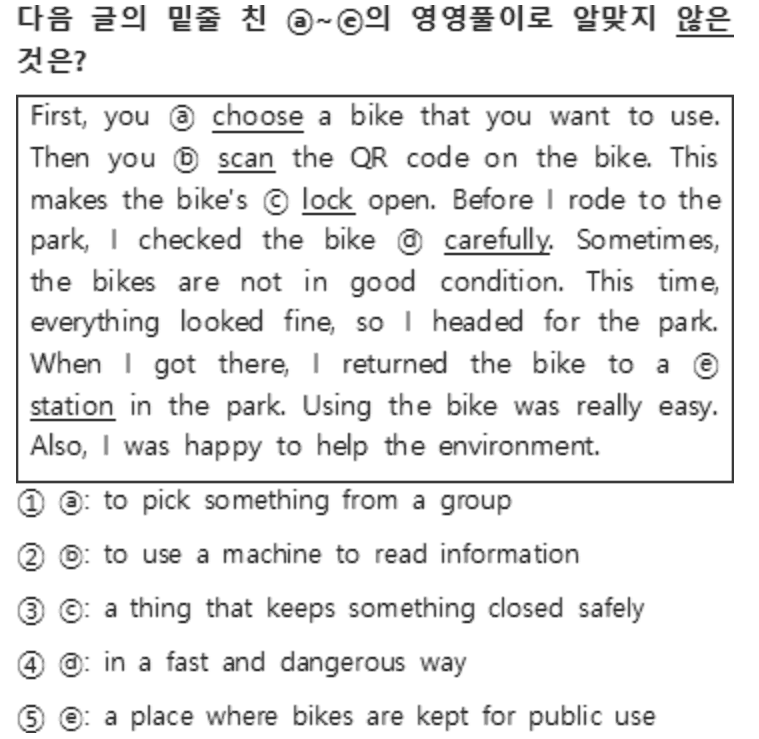 다음 글의 밑줄 친 ⓐ~ⓔ의 영영풀이로 알맞지 않은
것은?
First, you ⓐ choose a bike that you want to use.
Then you ⓑ scan the QR code on the bike. This
makes the bike's ⓒ lock open. Before I rode to the
park, I checked the bike ⓓ carefully. Sometimes,
the bikes are not in good condition. This time,
everything looked fine, so I headed for the park.
When I got there, I returned the bike to a ⓔ
station in the park. Using the bike was really easy.
Also, I was happy to help the environment.
① ⓐ: to pick something from a group
② ⓑ: to use a machine to read information
③ ⓒ: a thing that keeps something closed safely
④ ⓓ: in a fast and dangerous way
⑤ ⓔ: a place where bikes are kept for public use